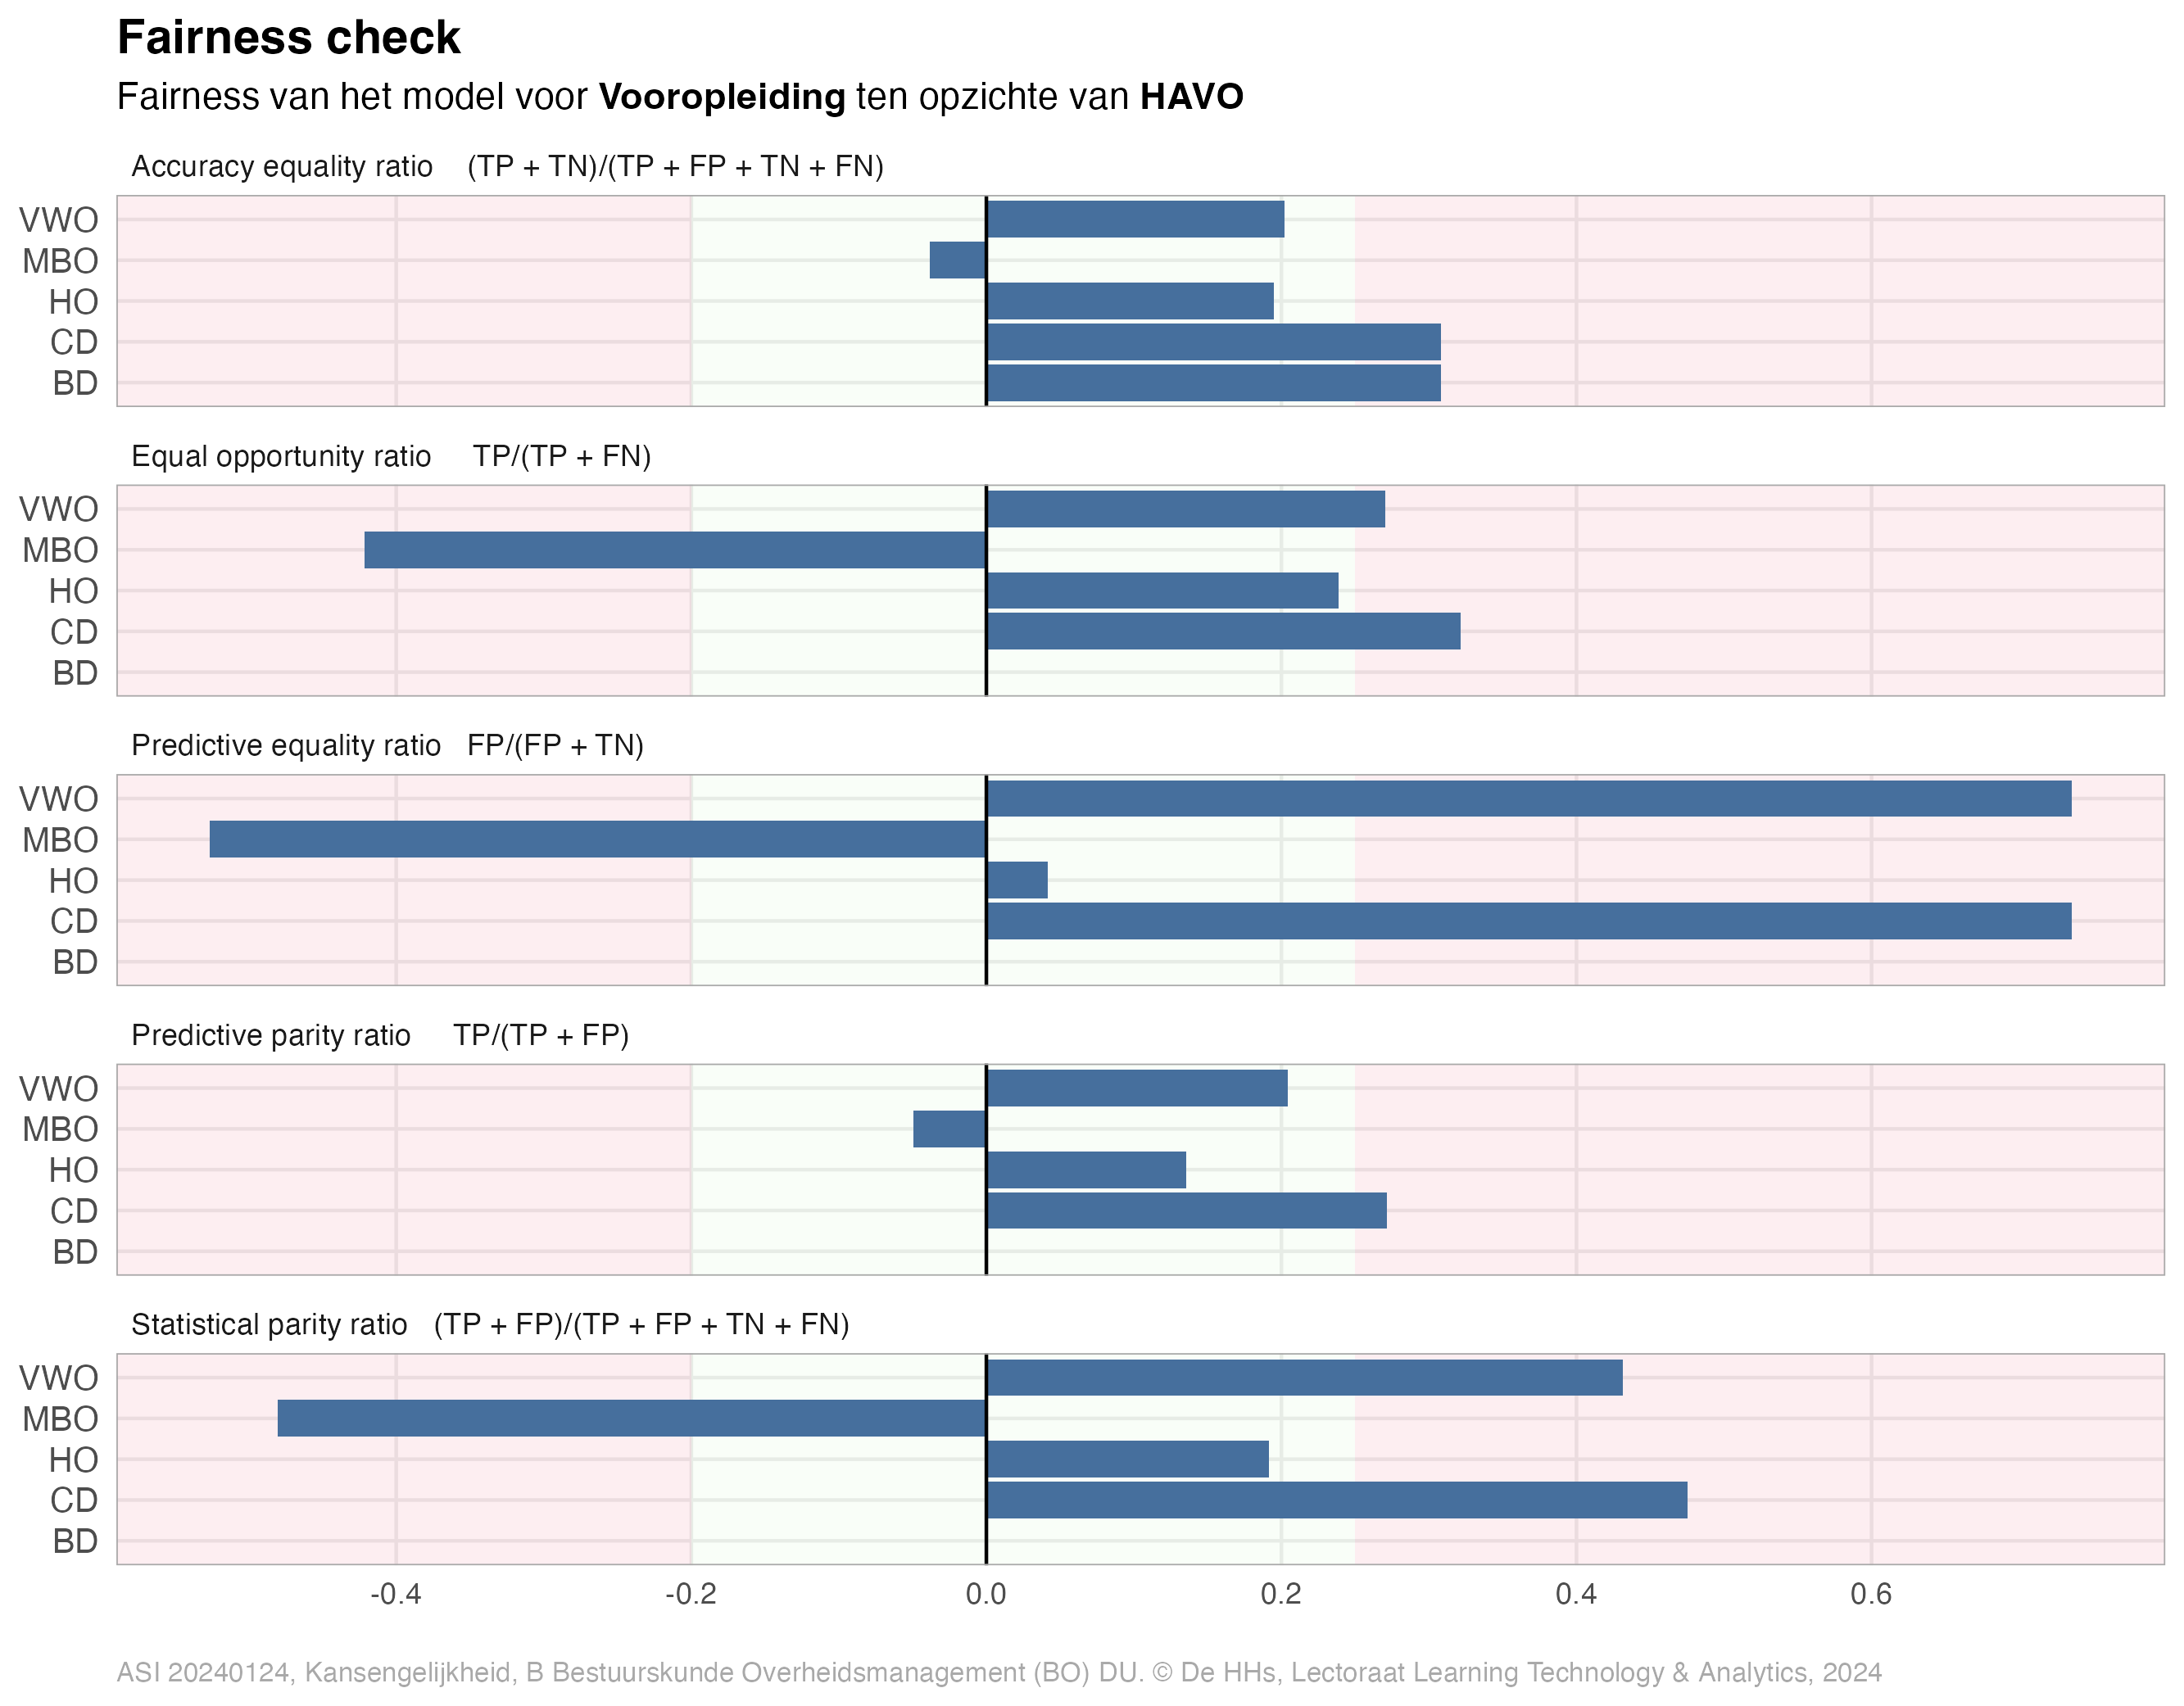 Fairness check
Fairness van het model voor Vooropleiding ten opzichte van HAVO
Accuracy equality ratio (TP + TN)/(TP + FP + TN + FN)
VWO
MBO
HO
CD
BD
Equal opportunity ratio TP/(TP + FN)
VWO
MBO
HO
CD
BD
Predictive equality ratio FP/(FP + TN)
VWO
MBO
HO
CD
BD
Predictive parity ratio TP/(TP + FP)
VWO
MBO
HO
CD
BD
Statistical parity ratio (TP + FP)/(TP + FP + TN + FN)
VWO
MBO
HO
CD
BD
-0.4 -0.2 0.0 0.2 0.4 0.6
ASI 20240124, Kansengelijkheid, B Bestuurskunde Overheidsmanagement (BO) DU. © De HHs, Lectoraat Learning Technology & Analytics, 2024